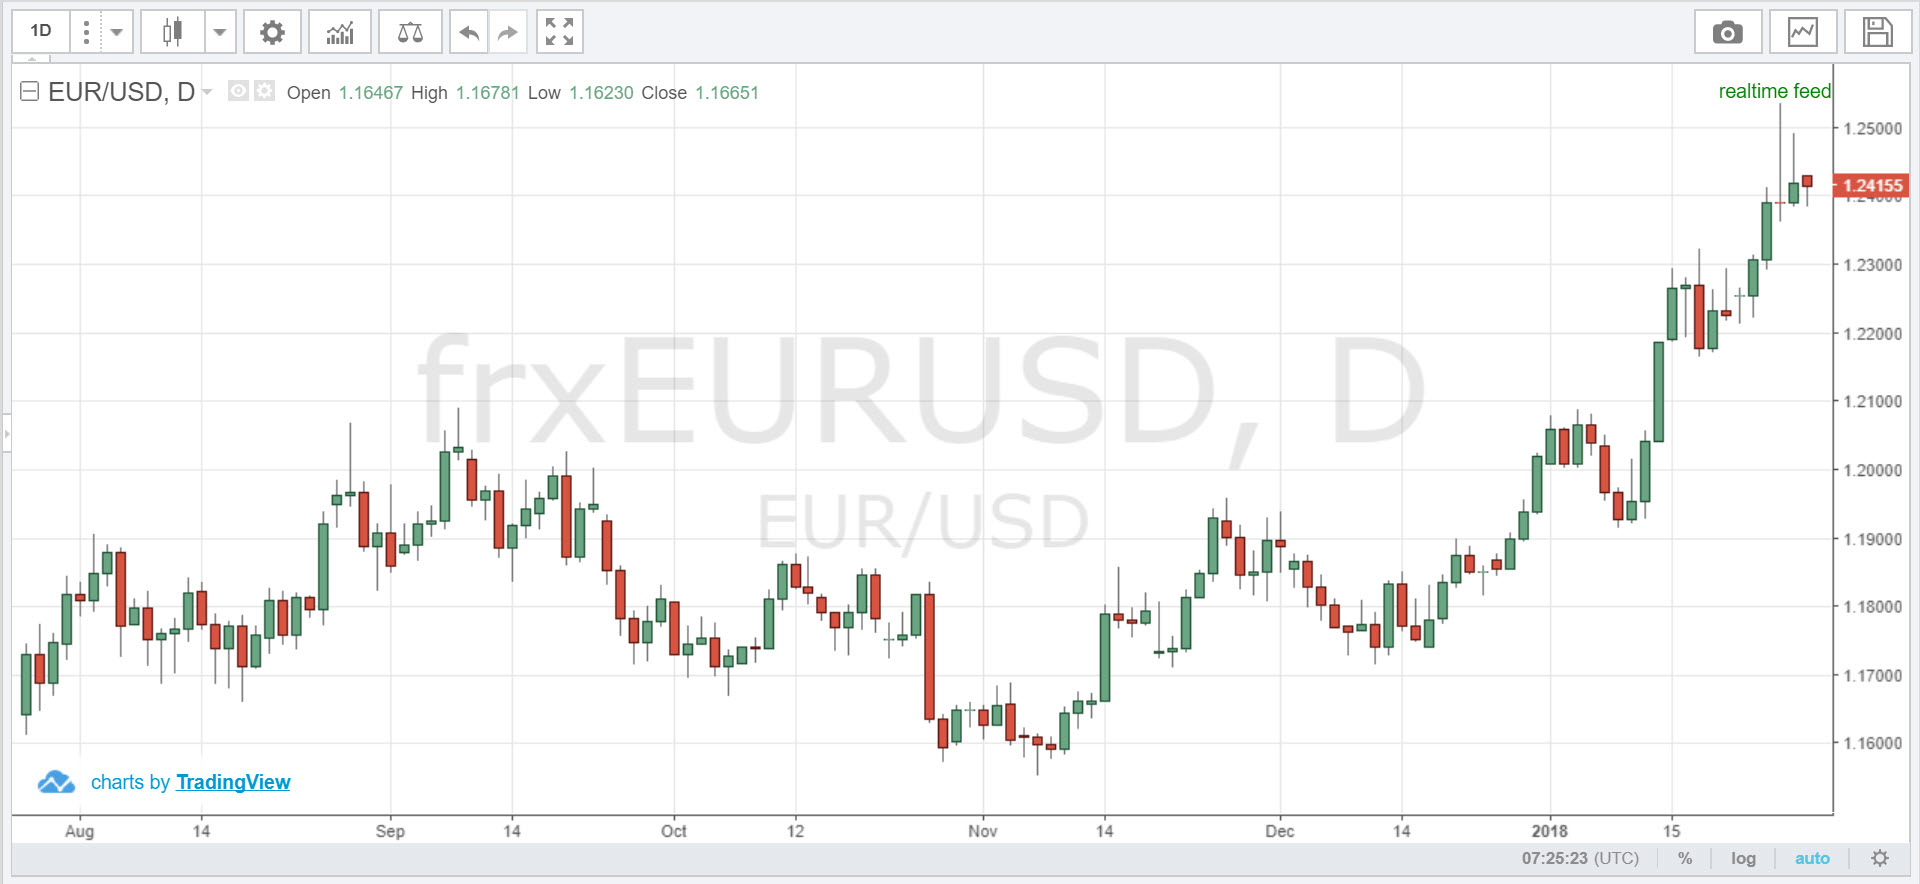 1D
EUR/USD, D Open 1.16467 High 1.16781 Low 1.16230 Close 1.16651
realtime feed
frxEURUSD, D
EUR/USD
1.25000
1.24155
1.24000
1.23000
1.22000
1.21000
1.20000
1.19000
1.18000
1.17000
1.16000
charts by TradingView
Aug 14 Sep 14 Oct 12 Nov 14 Dec 14 2018 15
07:25:23 (UTC) % log auto